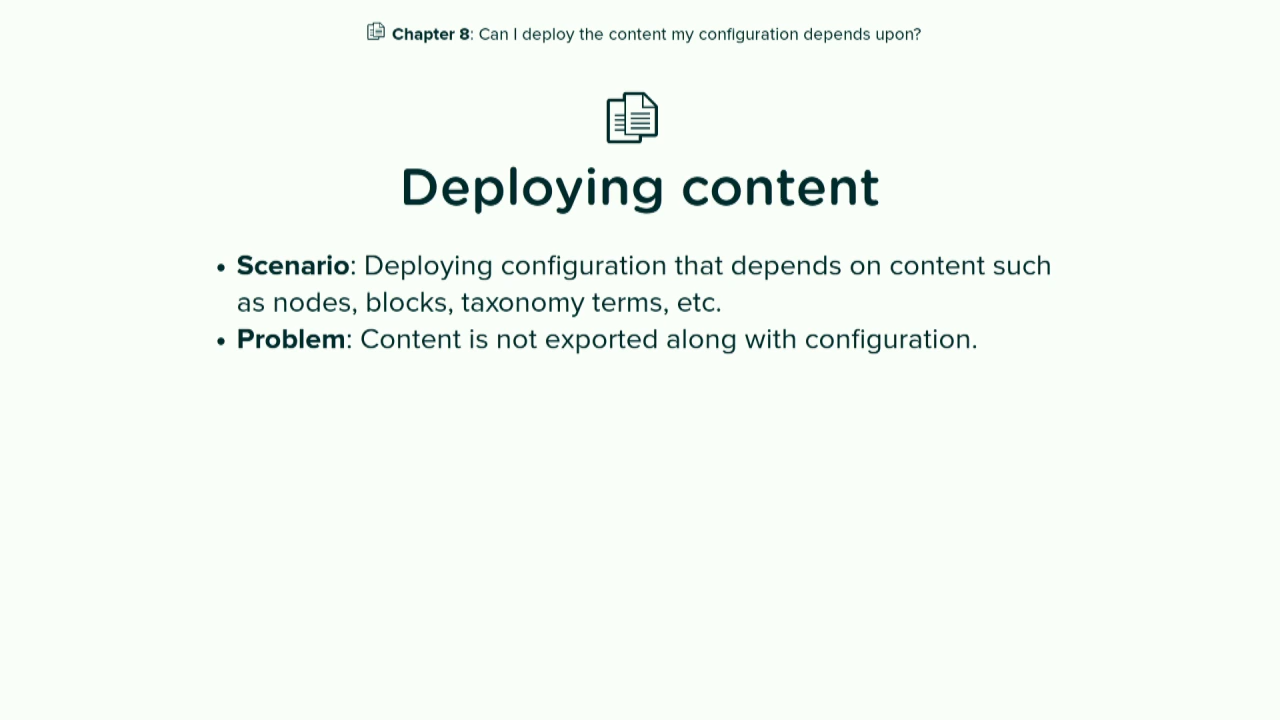 Chapter 8: Can I deploy the content my configuration depends upon?
Deploying content
• Scenario: Deploying configuration that depends on content such
as nodes, blocks, taxonomy terms, etc.
• Problem: Content is not exported along with configuration.